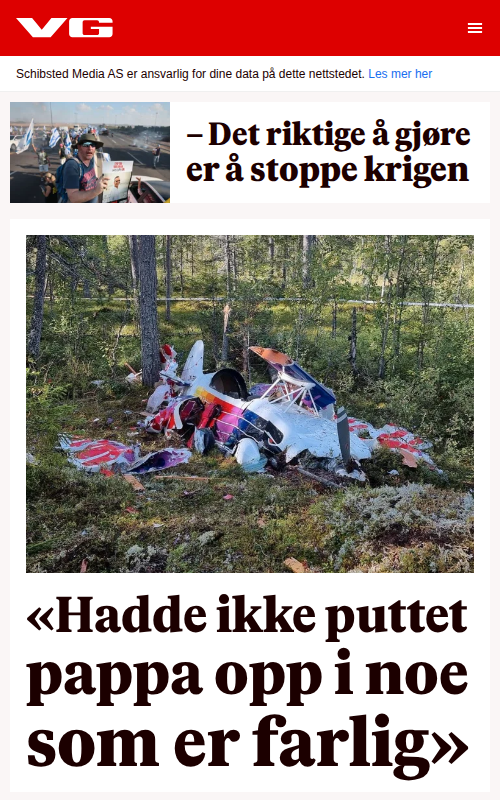 VG
Schibsted Media AS er ansvarlig for dine data på dette nettstedet. Les mer her
– Det riktige å gjøre
er å stoppe krigen
«Hadde ikke puttet
pappa opp i noe
som er farlig»